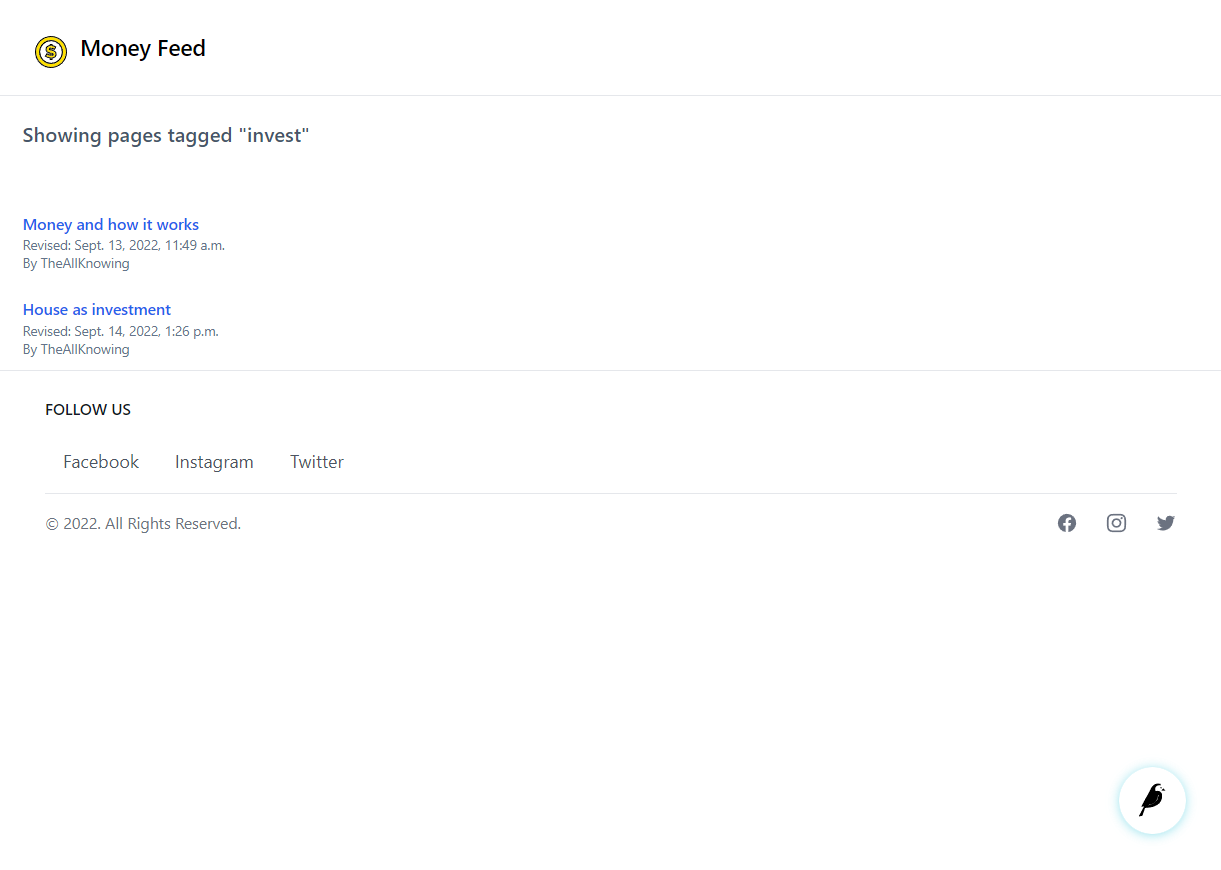 Money Feed
Showing pages tagged "invest"
Money and how it works
Revised: Sept. 13, 2022, 11:49 a.m.
By TheAllKnowing
House as investment
Revised: Sept. 14, 2022, 1:26 p.m.
By TheAllKnowing
FOLLOW US
Facebook Instagram Twitter
© 2022. All Rights Reserved.